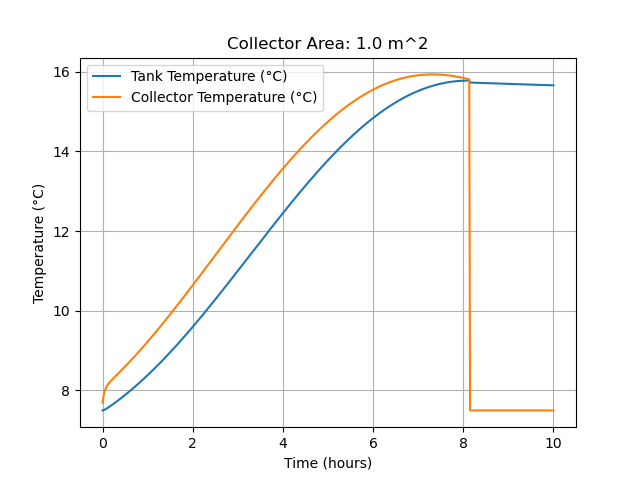 Collector Area: 1.0 m^2
Tank Temperature (°C)
Collector Temperature (°C)
Temperature (°C)
16
14
12
10
8
0 2 4 6 8 10
Time (hours)